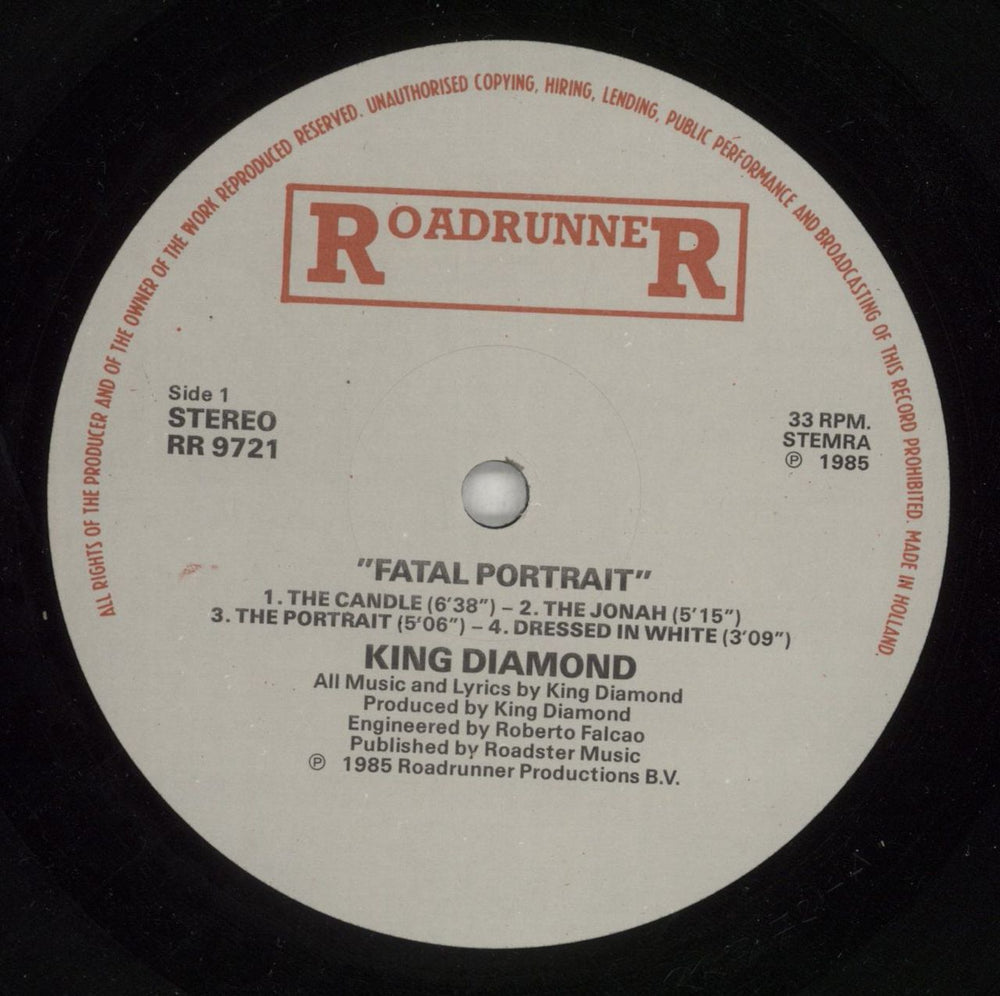 ALL RIGHTS OF THE PRODUCER AND OF THE OWNER OF THE WORK REPRODUCED RESERVED. UNAUTHORISED COPYING, HIRING, LENDING, PUBLIC PERFORMANCE AND BROADCASTING OF THIS RECORD PROHIBITED. MADE IN HOLLAND.
ROADRUNNER
Side 1
STEREO
RR 9721
33 RPM.
STEMRA
℗ 1985
"FATAL PORTRAIT"
1. THE CANDLE (6'38") – 2. THE JONAH (5'15")
3. THE PORTRAIT (5'06") – 4. DRESSED IN WHITE (3'09")
KING DIAMOND
All Music and Lyrics by King Diamond
Produced by King Diamond
Engineered by Roberto Falcao
Published by Roadster Music
℗ 1985 Roadrunner Productions B.V.